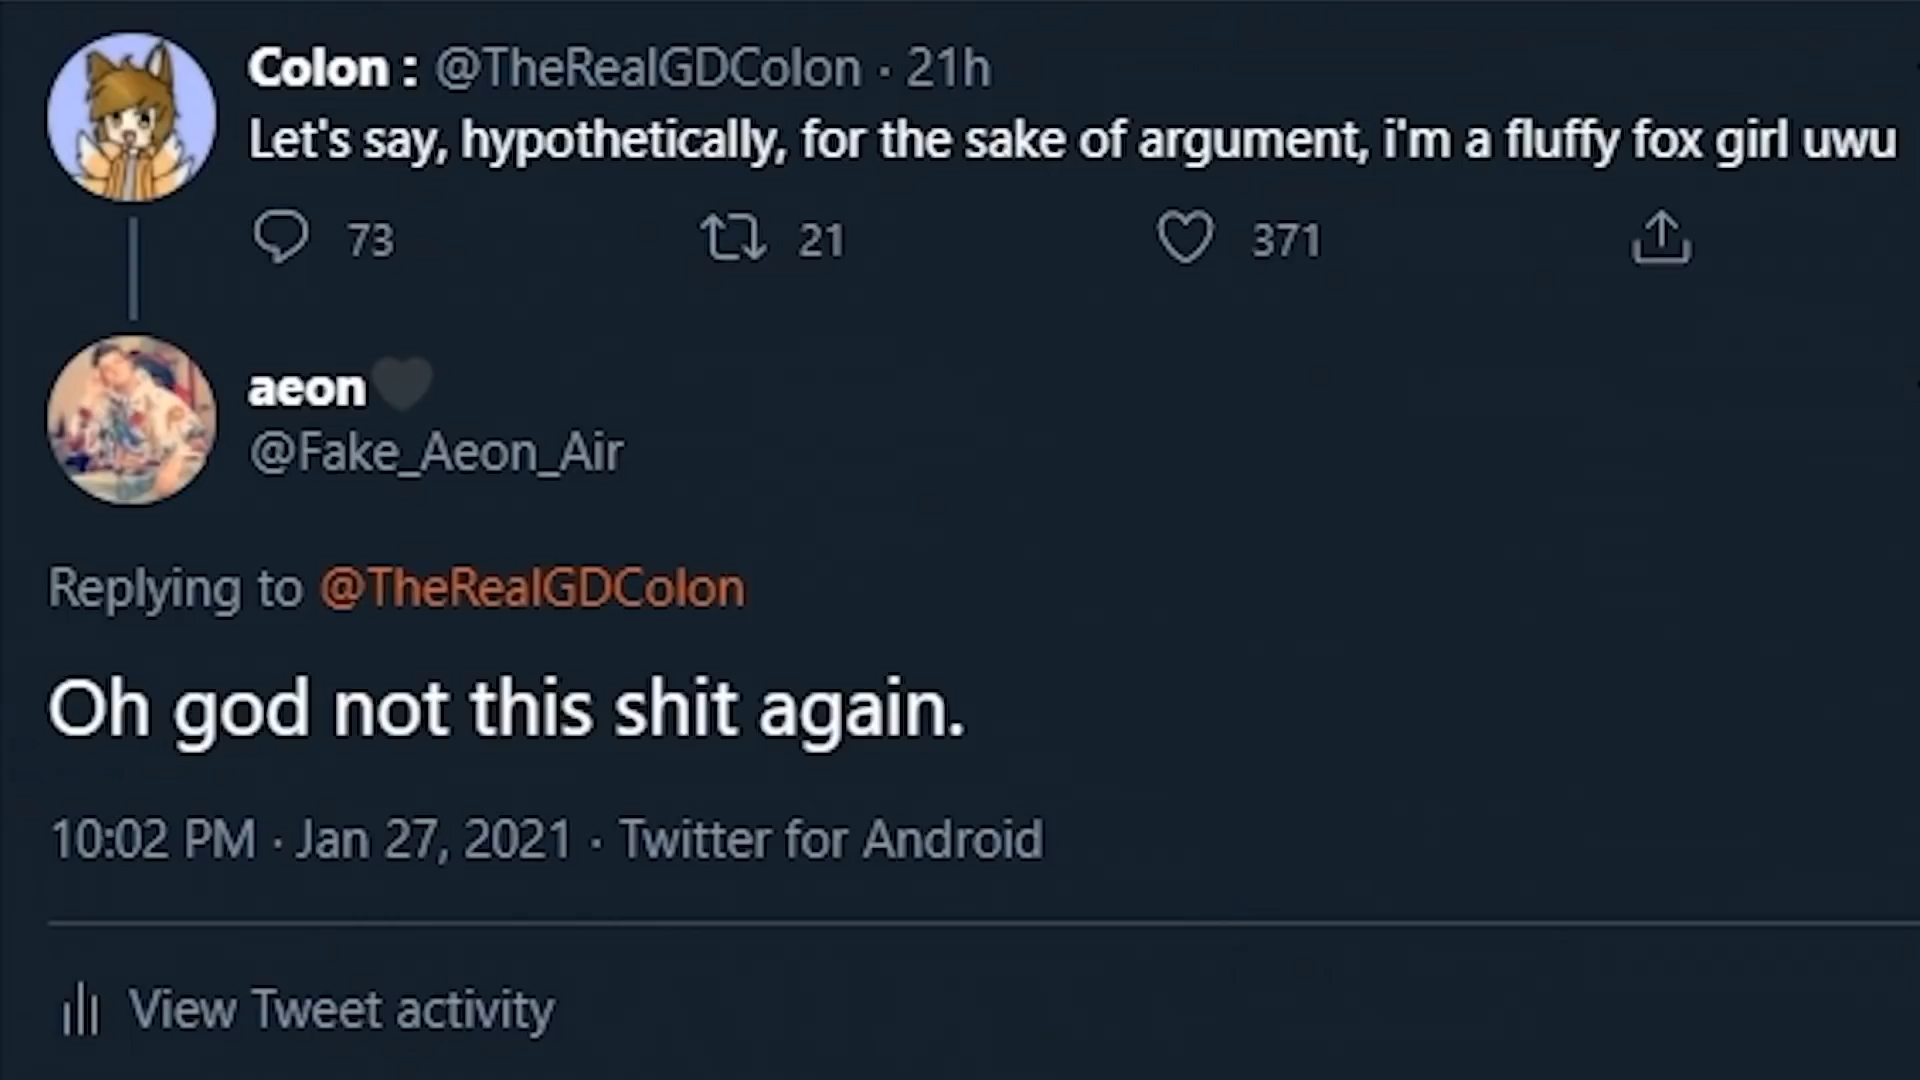 Colon : @TheRealGDColon · 21h
Let's say, hypothetically, for the sake of argument, i'm a fluffy fox girl uwu
73 21 371
aeon🖤
@Fake_Aeon_Air
Replying to @TheRealGDColon
Oh god not this shit again.
10:02 PM · Jan 27, 2021 · Twitter for Android
View Tweet activity